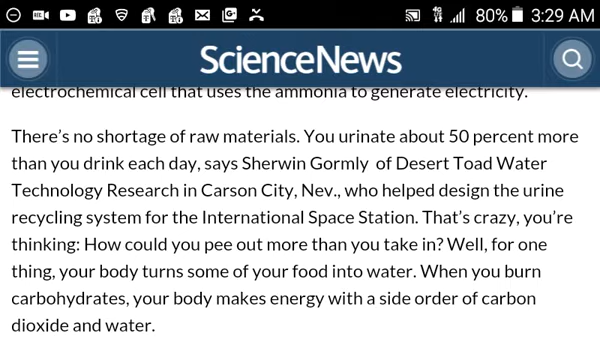 80% 3:29 AM
ScienceNews
electrochemical cell that uses the ammonia to generate electricity.
There's no shortage of raw materials. You urinate about 50 percent more
than you drink each day, says Sherwin Gormly of Desert Toad Water
Technology Research in Carson City, Nev., who helped design the urine
recycling system for the International Space Station. That's crazy, you're
thinking: How could you pee out more than you take in? Well, for one
thing, your body turns some of your food into water. When you burn
carbohydrates, your body makes energy with a side order of carbon
dioxide and water.